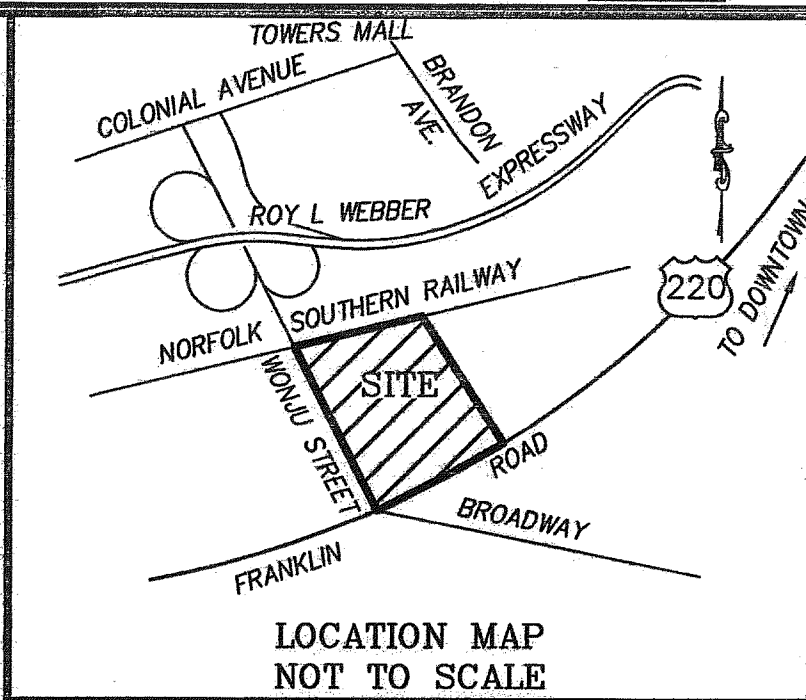 TOWERS MALL
COLONIAL AVENUE
BRANDON
AVE.
EXPRESSWAY
ROY L WEBBER
220
TO DOWNTOWN
NORFOLK SOUTHERN RAILWAY
WONJU STREET
SITE
FRANKLIN ROAD
BROADWAY
LOCATION MAP
NOT TO SCALE